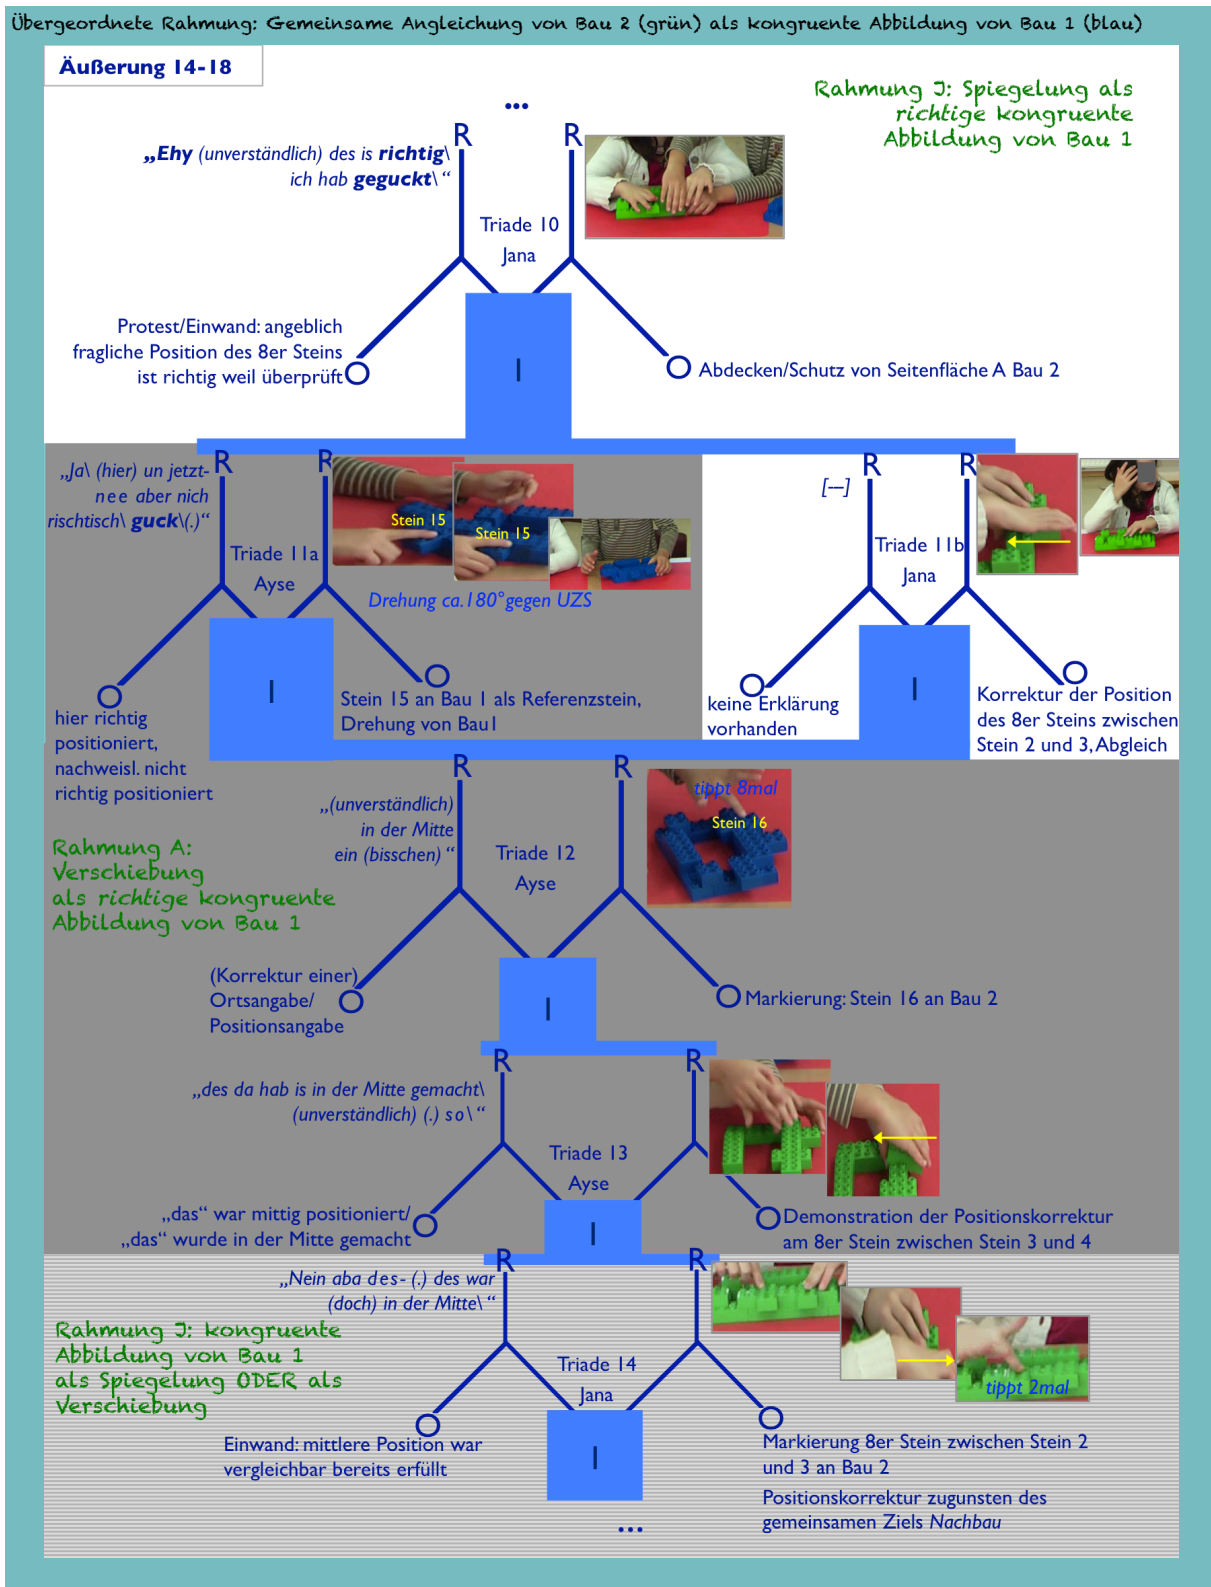 Übergeordnete Rahmung: Gemeinsame Angleichung von Bau 2 (grün) als kongruente Abbildung von Bau 1 (blau)
Äußerung 14-18
Rahmung J: Spiegelung als
richtige kongruente
Abbildung von Bau 1
...
R
R
„Ehy (unverständlich) des is richtig\
ich hab geguckt\ “
Triade 10
Jana
Protest/Einwand: angeblich
fragliche Position des 8er Steins
ist richtig weil überprüft
I
Abdecken/Schutz von Seitenfläche A Bau 2
R
R
„Ja\ (hier) un jetzt-
nee aber nich
rischtisch\ guck\(.)“
Triade 11a
Ayse
Stein 15
Stein 15
Drehung ca.180°gegen UZS
hier richtig
positioniert,
nachweisl. nicht
richtig positioniert
I
Stein 15 an Bau 1 als Referenzstein,
Drehung von Bau1
R
R
[---]
Triade 11b
Jana
keine Erklärung
vorhanden
I
Korrektur der Position
des 8er Steins zwischen
Stein 2 und 3, Abgleich
R
R
„(unverständlich)
in der Mitte
ein (bisschen) “
Triade 12
Ayse
tippt 8mal
Stein 16
Rahmung A:
Verschiebung
als richtige kongruente
Abbildung von Bau 1
(Korrektur einer)
Ortsangabe/
Positionsangabe
I
Markierung: Stein 16 an Bau 2
R
R
„des da hab is in der Mitte gemacht\
(unverständlich) (.) so\ “
Triade 13
Ayse
„das“ war mittig positioniert/
„das“ wurde in der Mitte gemacht
I
Demonstration der Positionskorrektur
am 8er Stein zwischen Stein 3 und 4
R
R
„Nein aba des- (.) des war
(doch) in der Mitte\ “
Rahmung J: kongruente
Abbildung von Bau 1
als Spiegelung ODER als
Verschiebung
Triade 14
Jana
tippt 2mal
Einwand: mittlere Position war
vergleichbar bereits erfüllt
I
Markierung 8er Stein zwischen Stein 2
und 3 an Bau 2
Positionskorrektur zugunsten des
gemeinsamen Ziels Nachbau
...